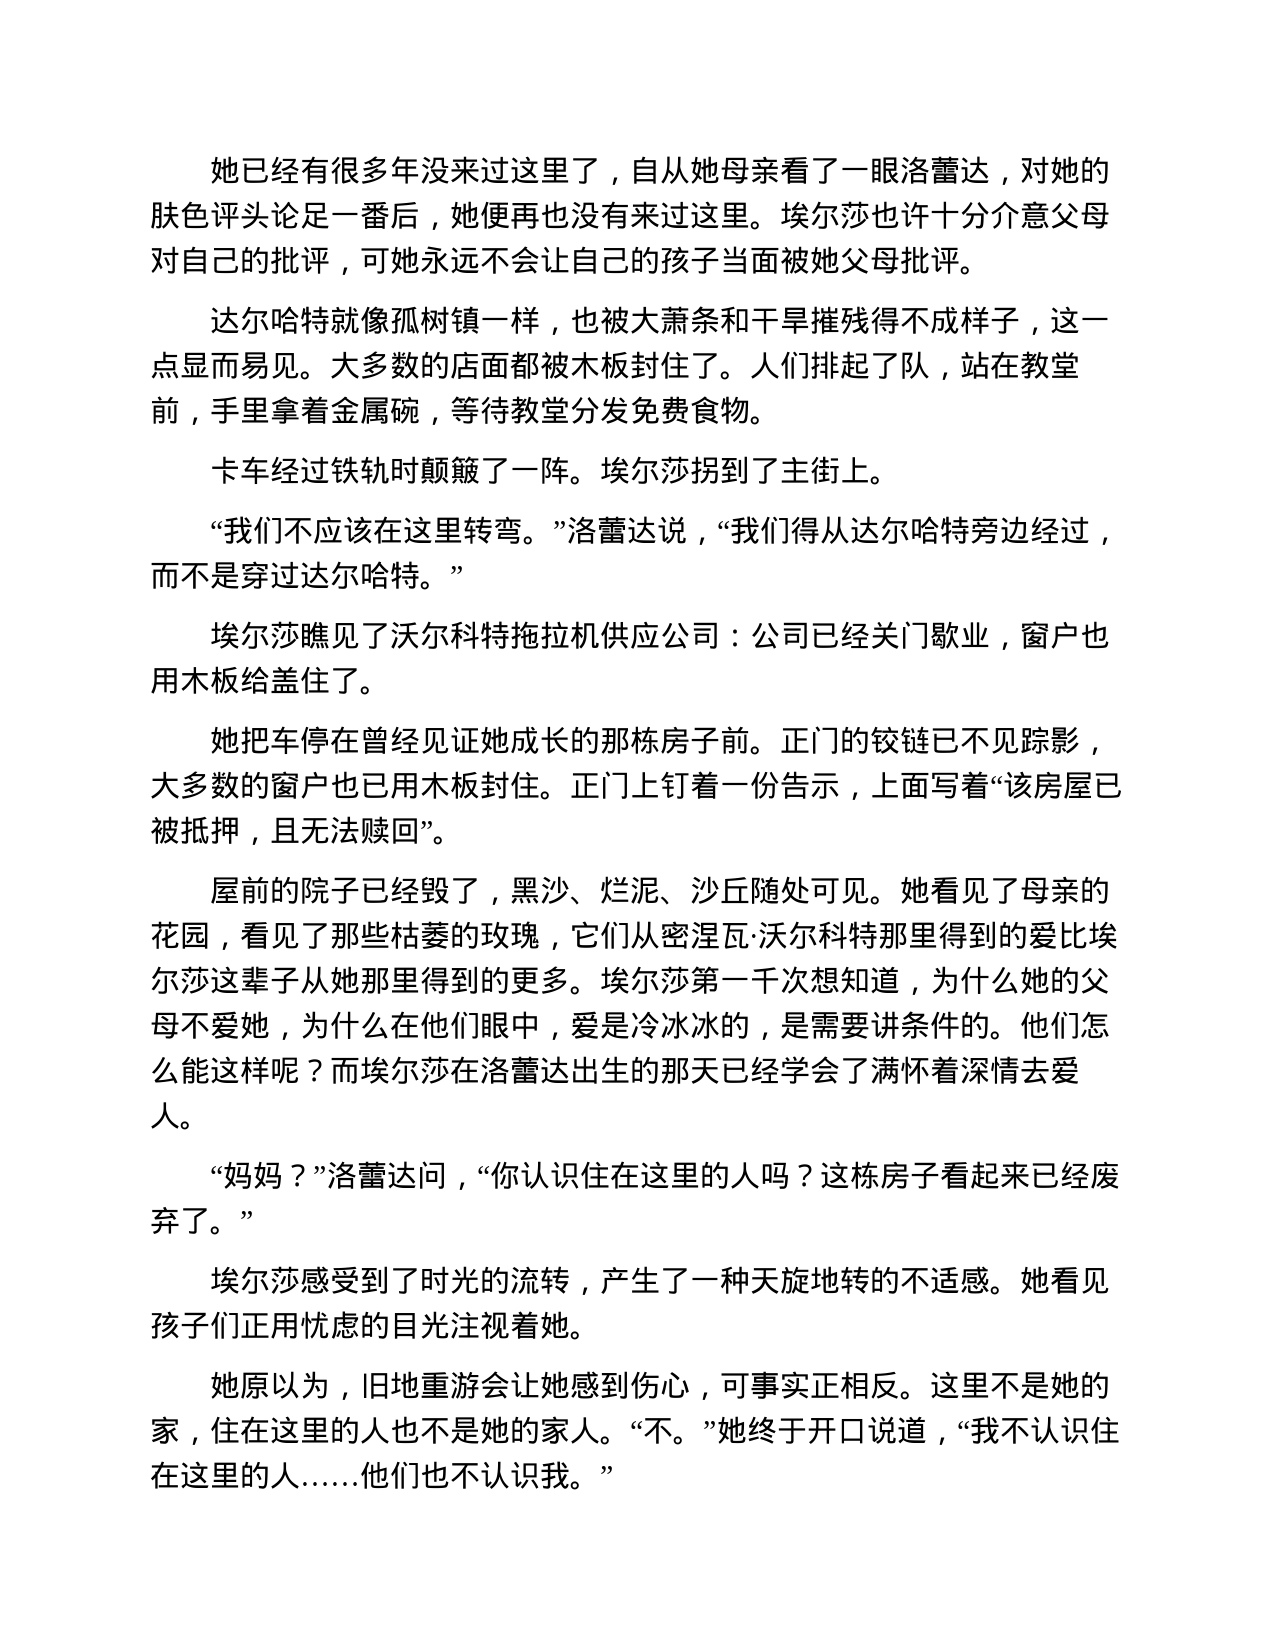 她已经有很多年没来过这里了，自从她母亲看了一眼洛蕾达，对她的
肤色评头论足一番后，她便再也没有来过这里。埃尔莎也许十分介意父母
对自己的批评，可她永远不会让自己的孩子当面被她父母批评。
达尔哈特就像孤树镇一样，也被大萧条和干旱摧残得不成样子，这一
点显而易见。大多数的店面都被木板封住了。人们排起了队，站在教堂
前，手里拿着金属碗，等待教堂分发免费食物。
卡车经过铁轨时颠簸了一阵。埃尔莎拐到了主街上。
“我们不应该在这里转弯。”洛蕾达说，“我们得从达尔哈特旁边经过，
而不是穿过达尔哈特。”
埃尔莎瞧见了沃尔科特拖拉机供应公司：公司已经关门歇业，窗户也
用木板给盖住了。
她把车停在曾经见证她成长的那栋房子前。正门的铰链已不见踪影，
大多数的窗户也已用木板封住。正门上钉着一份告示，上面写着“该房屋已
被抵押，且无法赎回”。
屋前的院子已经毁了，黑沙、烂泥、沙丘随处可见。她看见了母亲的
花园，看见了那些枯萎的玫瑰，它们从密涅瓦·沃尔科特那里得到的爱比埃
尔莎这辈子从她那里得到的更多。埃尔莎第一千次想知道，为什么她的父
母不爱她，为什么在他们眼中，爱是冷冰冰的，是需要讲条件的。他们怎
么能这样呢？而埃尔莎在洛蕾达出生的那天已经学会了满怀着深情去爱
人。
“妈妈？”洛蕾达问，“你认识住在这里的人吗？这栋房子看起来已经废
弃了。”
埃尔莎感受到了时光的流转，产生了一种天旋地转的不适感。她看见
孩子们正用忧虑的目光注视着她。
她原以为，旧地重游会让她感到伤心，可事实正相反。这里不是她的
家，住在这里的人也不是她的家人。“不。”她终于开口说道，“我不认识住
在这里的人……他们也不认识我。”